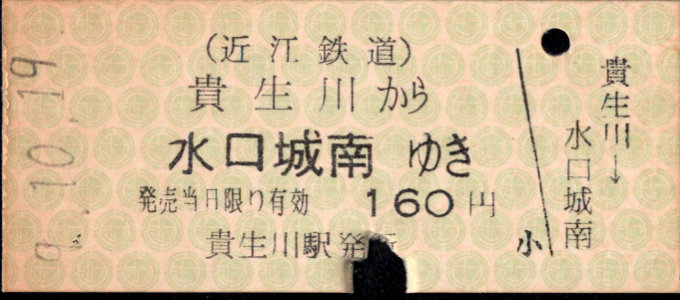 9.10.19
(近江鉄道)
貴生川から
水口城南 ゆき
発売当日限り有効 160円
貴生川駅発行
小
貴生川→
水口城南